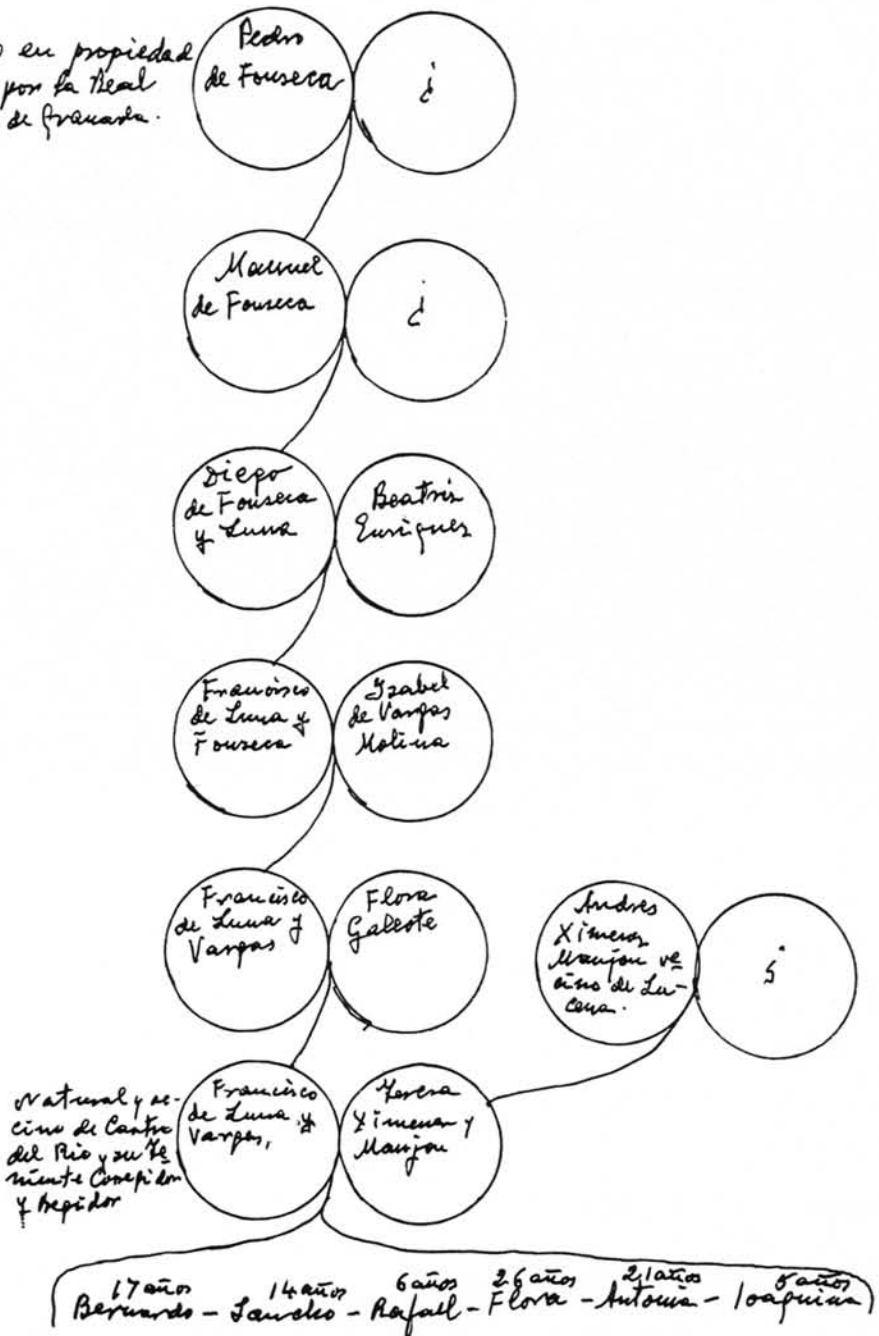 en propiedad
por la Real
de Granada.
Pedro
de Fonseca
¿
Manuel
de Fonseca
¿
Diego
de Fonseca
y Luna
Beatriz
Enriquez
Francisco
de Luna y
Fonseca
Ysabel
de Vargas
Molina
Francisco
de Luna y
Vargas
Flora
Galeote
Andres
Ximenez
Manjon ve
cino de Lu-
cena.
¿
Natural y ve-
cino de Castro
del Rio y su Te
niente Corregidor
y Regidor
Francisco
de Luna y
Vargas,
Teresa
Ximenez y
Manjon
17 años 14 años 6 años 26 años 21 años 5 años
Bernardo - Sancho - Rafael - Flora - Antonia - Joaquina